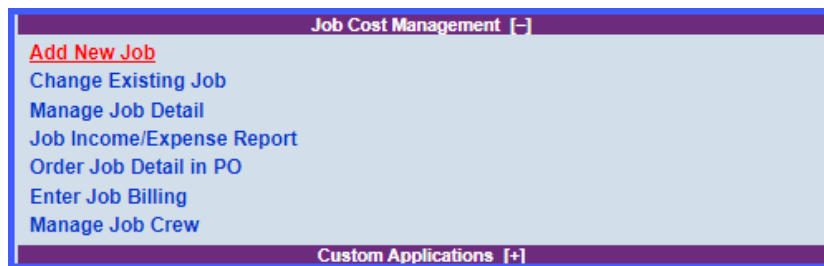 Job Cost Management [–]
Add New Job
Change Existing Job
Manage Job Detail
Job Income/Expense Report
Order Job Detail in PO
Enter Job Billing
Manage Job Crew
Custom Applications [+]